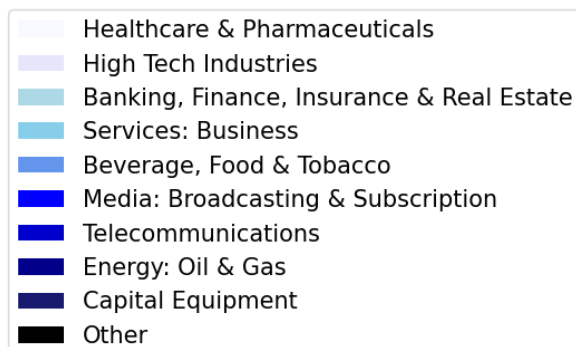 Healthcare & Pharmaceuticals
High Tech Industries
Banking, Finance, Insurance & Real Estate
Services: Business
Beverage, Food & Tobacco
Media: Broadcasting & Subscription
Telecommunications
Energy: Oil & Gas
Capital Equipment
Other